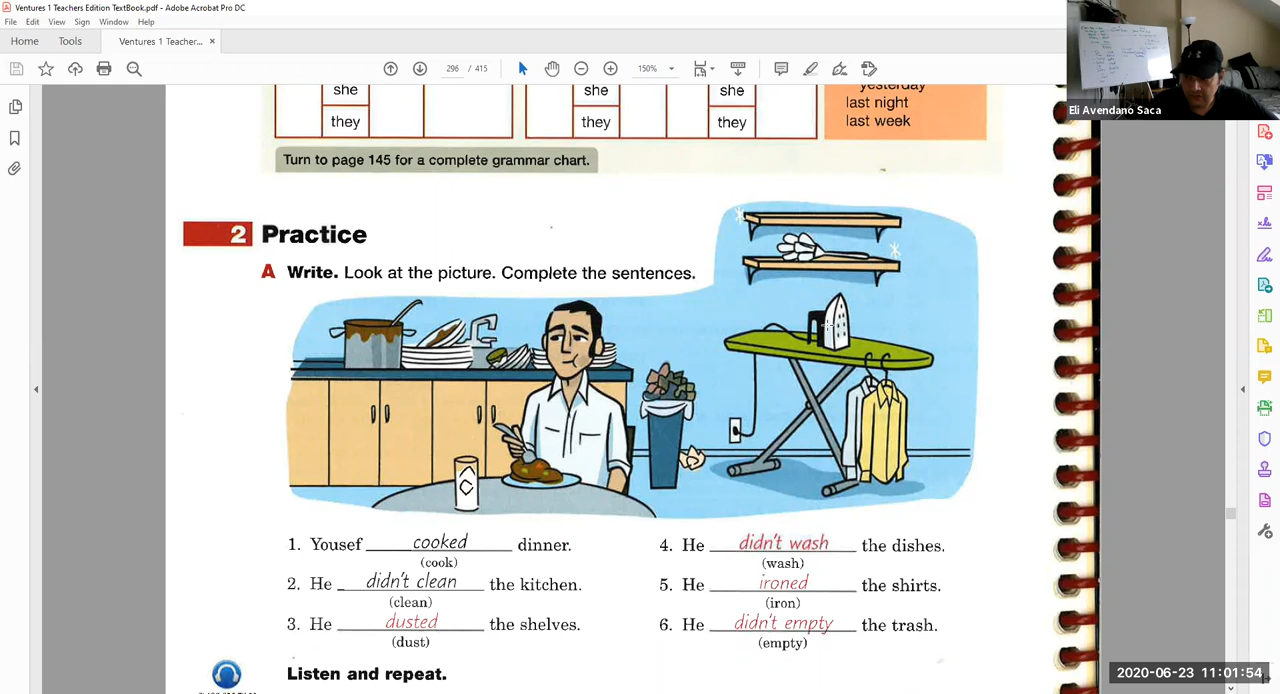 Ventures 1 Teachers Edition TextBook.pdf - Adobe Acrobat Pro DC
File Edit View Sign Window Help
Home Tools Ventures 1 Teacher... ×
296 / 415 150%
Eli Avendano Saca
she she she yesterday
they they they last night
last week
Turn to page 145 for a complete grammar chart.
2 Practice
A Write. Look at the picture. Complete the sentences.
1. Yousef cooked dinner.
(cook)
2. He didn't clean the kitchen.
(clean)
3. He dusted the shelves.
(dust)
4. He didn't wash the dishes.
(wash)
5. He ironed the shirts.
(iron)
6. He didn't empty the trash.
(empty)
Listen and repeat.
2020-06-23 11:01:54